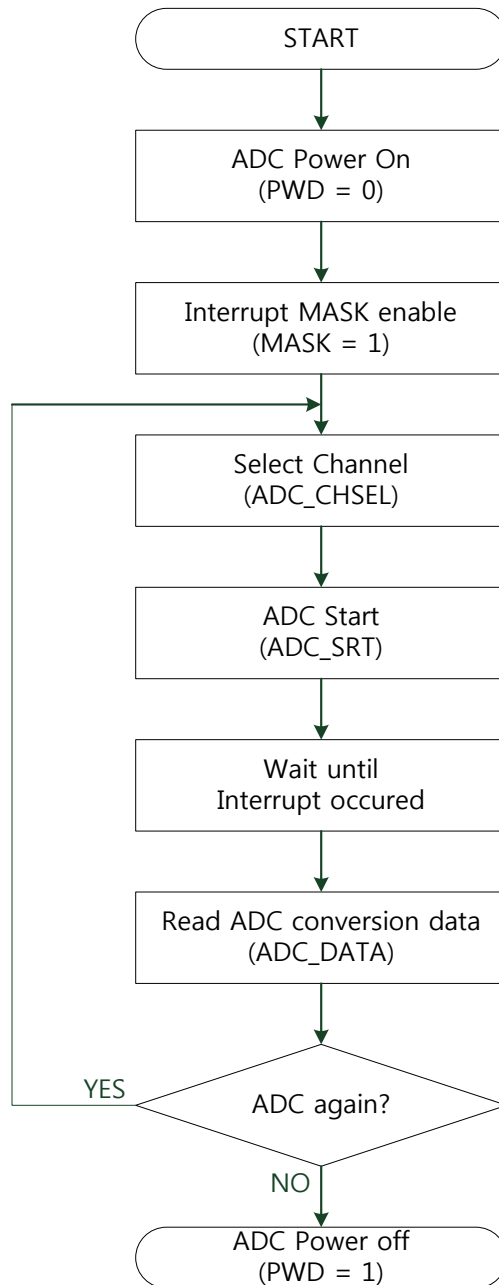 START
ADC Power On
(PWD = 0)
Interrupt MASK enable
(MASK = 1)
Select Channel
(ADC_CHSEL)
ADC Start
(ADC_SRT)
Wait until
Interrupt occured
Read ADC conversion data
(ADC_DATA)
YES
ADC again?
NO
ADC Power off
(PWD = 1)